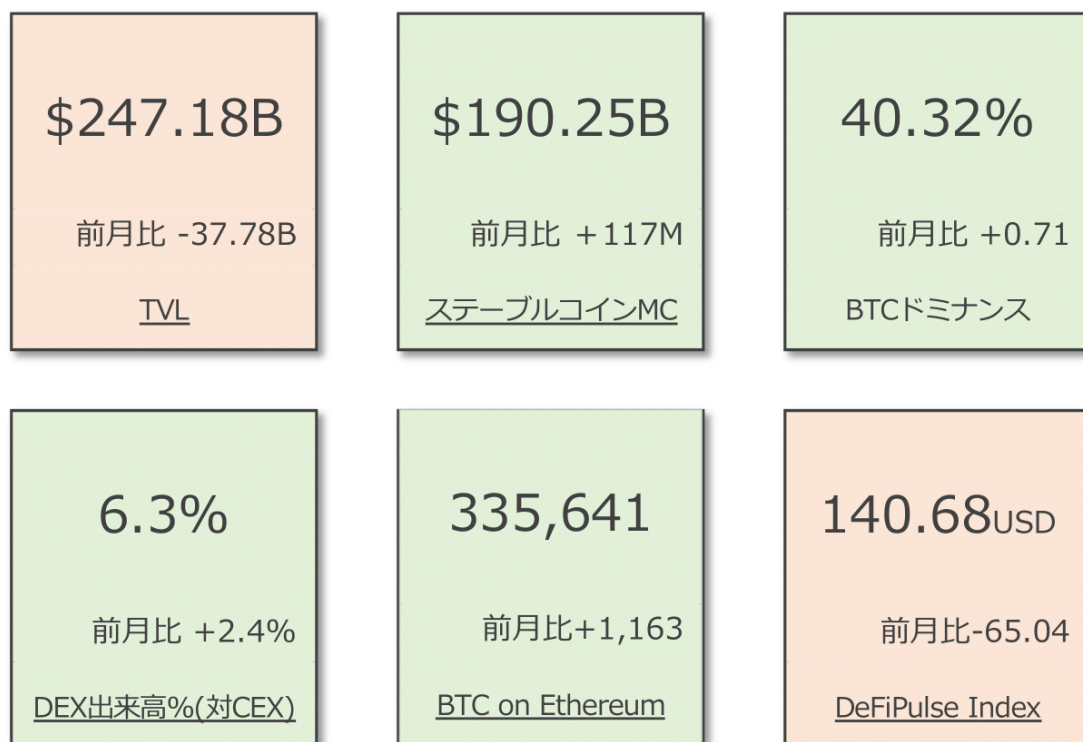 $247.18B
前月比 -37.78B
TVL
$190.25B
前月比 +117M
ステーブルコインMC
40.32%
前月比 +0.71
BTCドミナンス
6.3%
前月比 +2.4%
DEX出来高%(対CEX)
335,641
前月比+1,163
BTC on Ethereum
140.68USD
前月比-65.04
DeFiPulse Index